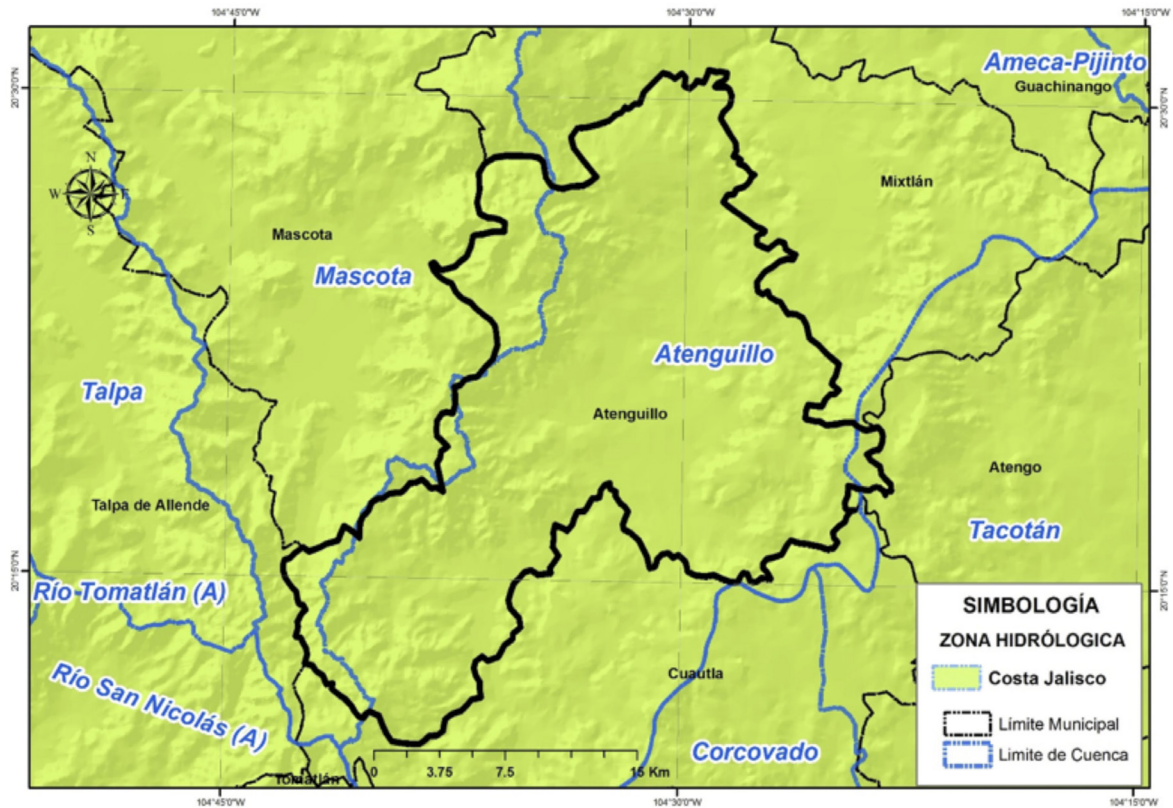 104°45'0"W 104°30'0"W 104°15'0"W
Ameca-Pijinto
Guachinango
20°30'0"N
20°30'0"N
N
W E
S
Mixtlán
Mascota
Mascota
Atenguillo
Talpa
Atenguillo
Atengo
Talpa de Allende
Tacotán
20°15'0"N
20°15'0"N
Río-Tomatlán (A)
SIMBOLOGÍA
ZONA HIDRÓLOGICA
Costa Jalisco
Límite Municipal
Limite de Cuenca
Cuautla
Río San Nicolás (A)
Corcovado
Tomatlán
0 3.75 7.5 15 Km
104°45'0"W 104°30'0"W 104°15'0"W